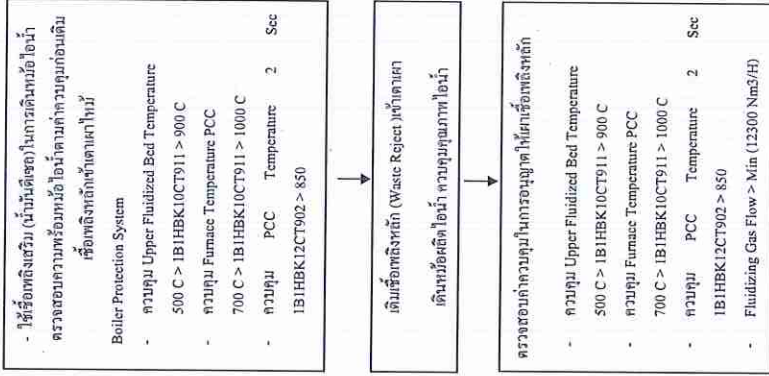 - ใช้เชื้อเพลิงเสริม (น้ำมันดีเซล)ในการเดินหม้อไอน้ำ
ตรวจสอบความพร้อมหม้อไอน้ำตามค่าควบคุมก่อนเติม
เชื้อเพลิงหลักเข้าเตาเผาไหม้
Boiler Protection System
- ควบคุม Upper Fluidized Bed Temperature
500 C > 1B1HBK10CT911 > 900 C
- ควบคุม Furnace Temperature PCC
700 C > 1B1HBK10CT911 > 1000 C
- ควบคุม PCC Temperature 2 Sec
1B1HBK12CT902 > 850
เติมเชื้อเพลิงหลัก (Waste Reject )เข้าเตาเผา
เดินหม้อผลิตไอน้ำ ควบคุมคุณภาพไอน้ำ
ตรวจสอบค่าควบคุมในการอนุญาตให้เผาเชื้อเพลิงหลัก
- ควบคุม Upper Fluidized Bed Temperature
500 C > 1B1HBK10CT911 > 900 C
- ควบคุม Furnace Temperature PCC
700 C > 1B1HBK10CT911 > 1000 C
- ควบคุม PCC Temperature 2 Sec
1B1HBK12CT902 > 850
- Fluidizing Gas Flow > Min (12300 Nm3/H)